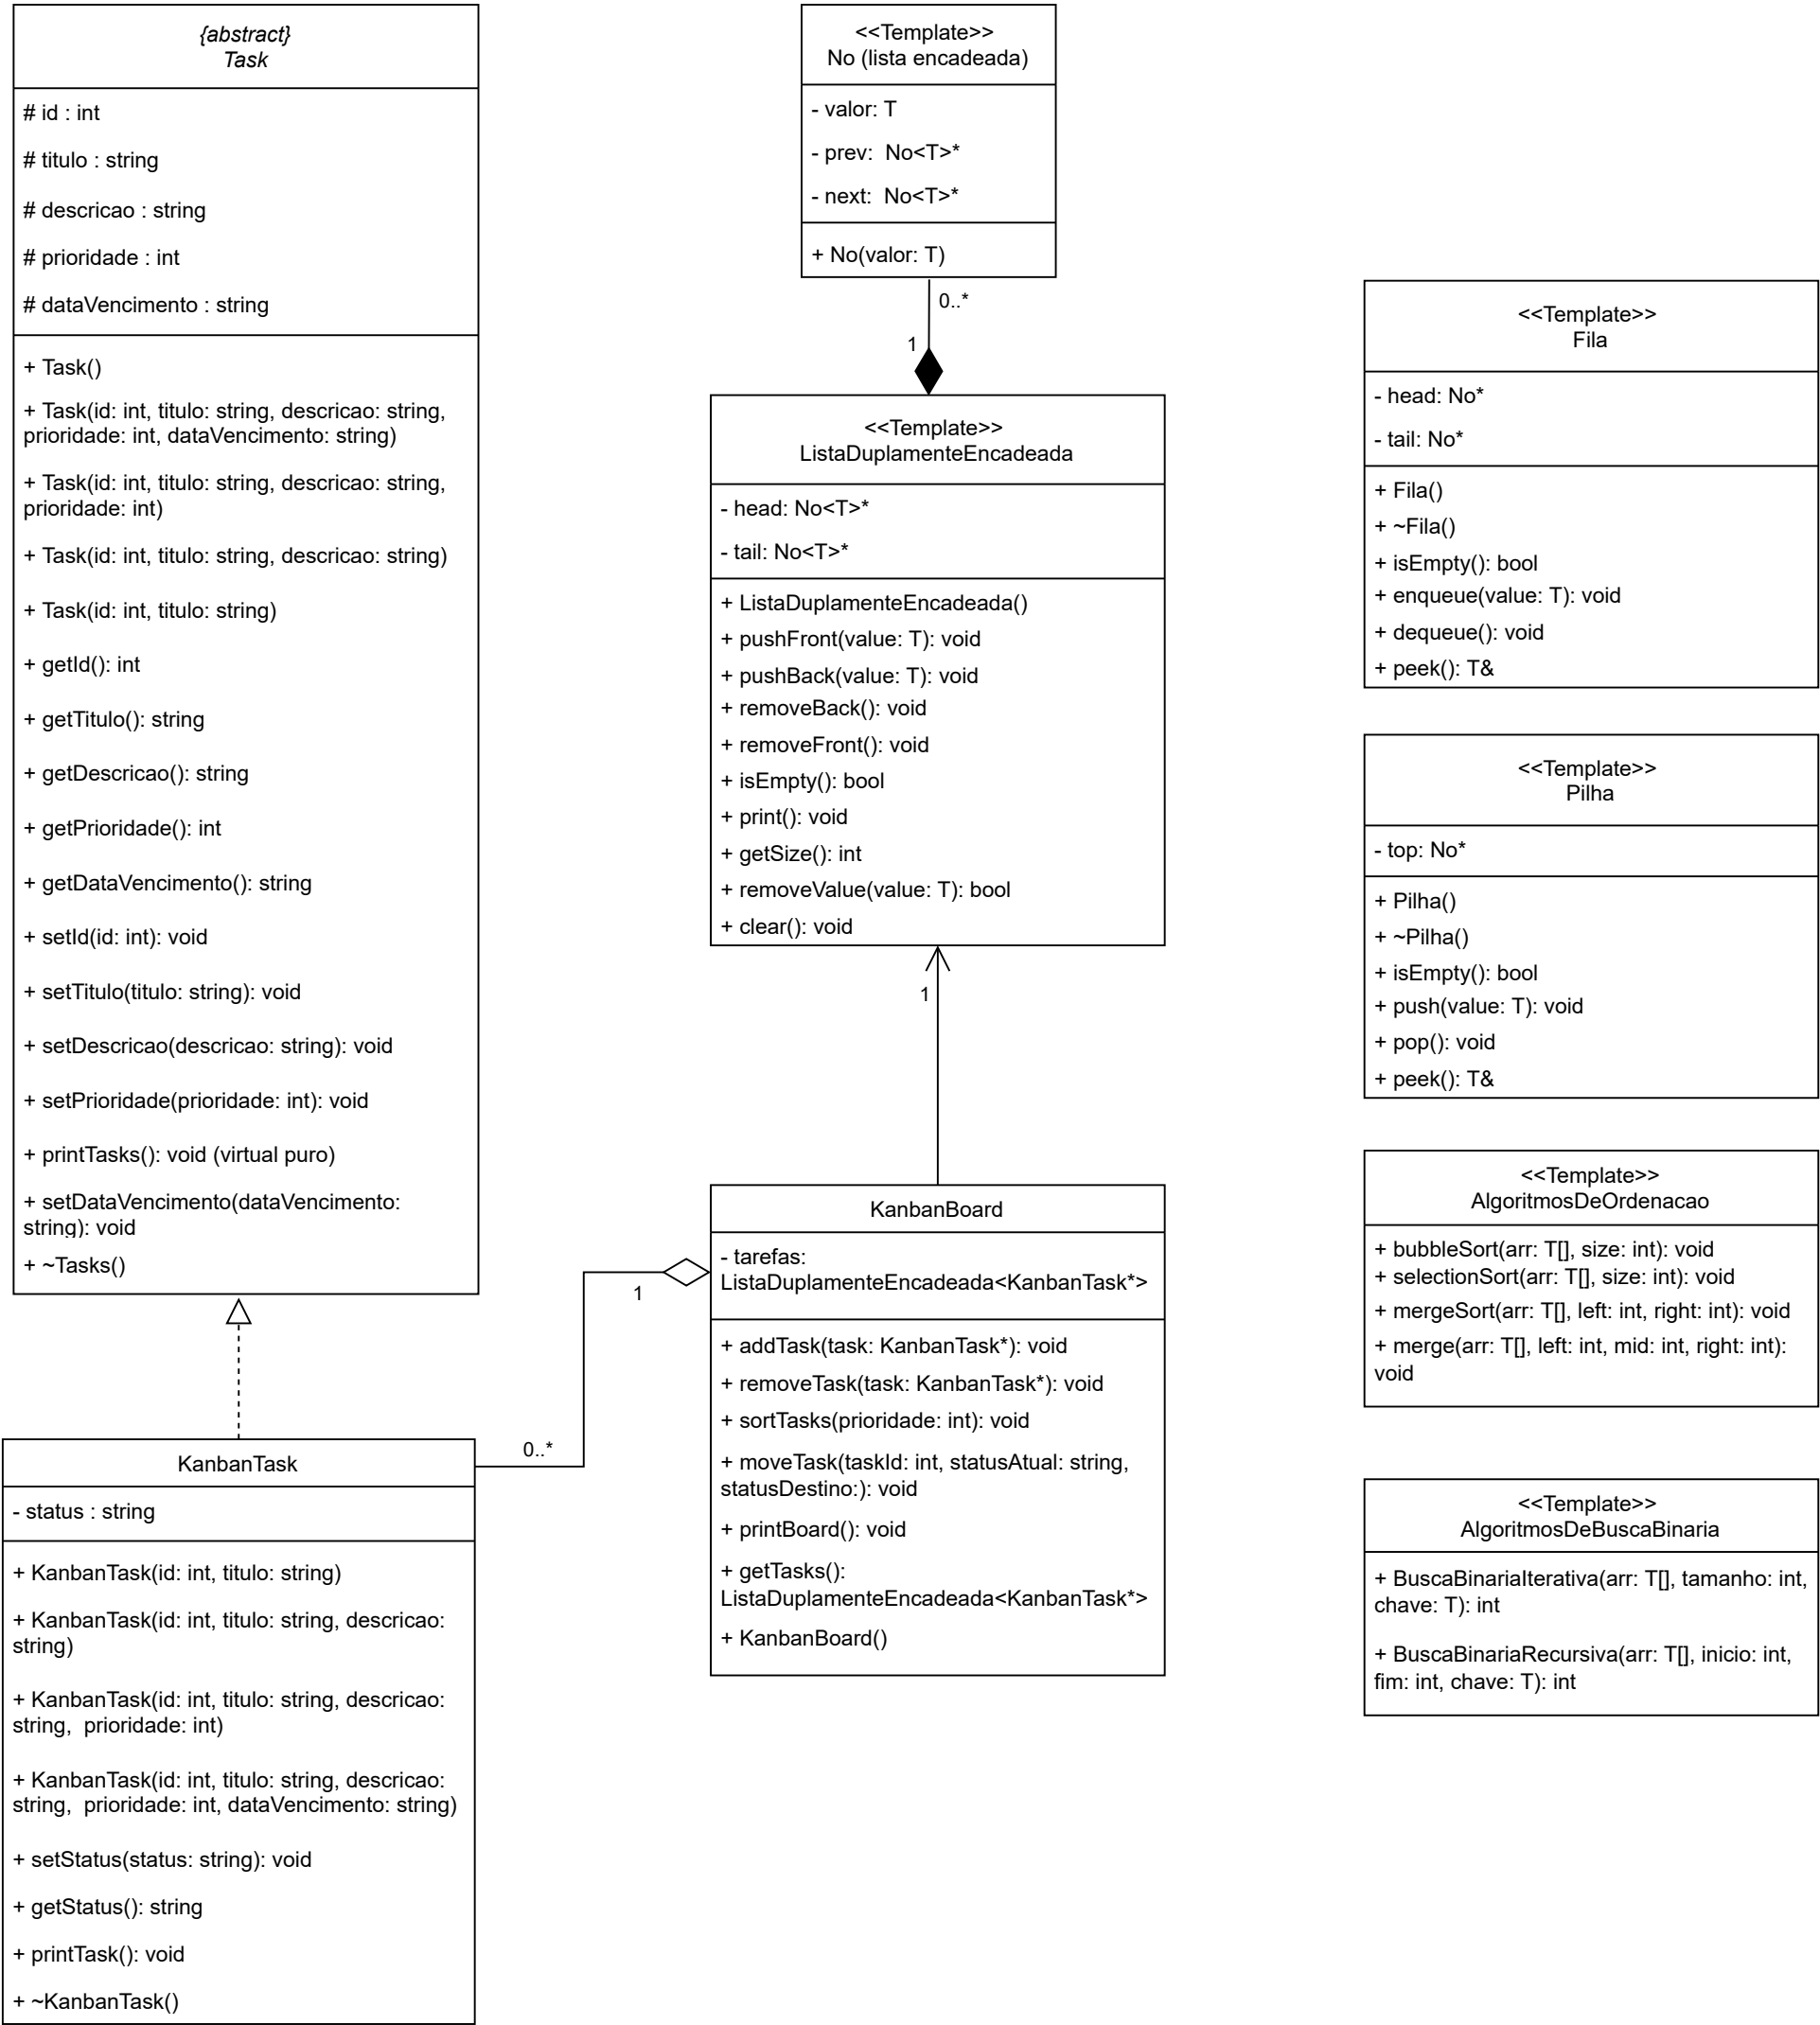 {abstract}
Task
# id : int
# titulo : string
# descricao : string
# prioridade : int
# dataVencimento : string
+ Task()
+ Task(id: int, titulo: string, descricao: string,
prioridade: int, dataVencimento: string)
+ Task(id: int, titulo: string, descricao: string,
prioridade: int)
+ Task(id: int, titulo: string, descricao: string)
+ Task(id: int, titulo: string)
+ getId(): int
+ getTitulo(): string
+ getDescricao(): string
+ getPrioridade(): int
+ getDataVencimento(): string
+ setId(id: int): void
+ setTitulo(titulo: string): void
+ setDescricao(descricao: string): void
+ setPrioridade(prioridade: int): void
+ printTasks(): void (virtual puro)
+ setDataVencimento(dataVencimento:
string): void
+ ~Tasks()
KanbanTask
- status : string
+ KanbanTask(id: int, titulo: string)
+ KanbanTask(id: int, titulo: string, descricao:
string)
+ KanbanTask(id: int, titulo: string, descricao:
string,  prioridade: int)
+ KanbanTask(id: int, titulo: string, descricao:
string,  prioridade: int, dataVencimento: string)
+ setStatus(status: string): void
+ getStatus(): string
+ printTask(): void
+ ~KanbanTask()
0..*
1
<<Template>>
No (lista encadeada)
- valor: T
- prev:  No<T>*
- next:  No<T>*
+ No(valor: T)
0..*
1
<<Template>>
ListaDuplamenteEncadeada
- head: No<T>*
- tail: No<T>*
+ ListaDuplamenteEncadeada()
+ pushFront(value: T): void
+ pushBack(value: T): void
+ removeBack(): void
+ removeFront(): void
+ isEmpty(): bool
+ print(): void
+ getSize(): int
+ removeValue(value: T): bool
+ clear(): void
1
KanbanBoard
- tarefas:
ListaDuplamenteEncadeada<KanbanTask*>
+ addTask(task: KanbanTask*): void
+ removeTask(task: KanbanTask*): void
+ sortTasks(prioridade: int): void
+ moveTask(taskId: int, statusAtual: string,
statusDestino:): void
+ printBoard(): void
+ getTasks():
ListaDuplamenteEncadeada<KanbanTask*>
+ KanbanBoard()
<<Template>>
Fila
- head: No*
- tail: No*
+ Fila()
+ ~Fila()
+ isEmpty(): bool
+ enqueue(value: T): void
+ dequeue(): void
+ peek(): T&
<<Template>>
Pilha
- top: No*
+ Pilha()
+ ~Pilha()
+ isEmpty(): bool
+ push(value: T): void
+ pop(): void
+ peek(): T&
<<Template>>
AlgoritmosDeOrdenacao
+ bubbleSort(arr: T[], size: int): void
+ selectionSort(arr: T[], size: int): void
+ mergeSort(arr: T[], left: int, right: int): void
+ merge(arr: T[], left: int, mid: int, right: int):
void
<<Template>>
AlgoritmosDeBuscaBinaria
+ BuscaBinariaIterativa(arr: T[], tamanho: int,
chave: T): int
+ BuscaBinariaRecursiva(arr: T[], inicio: int,
fim: int, chave: T): int